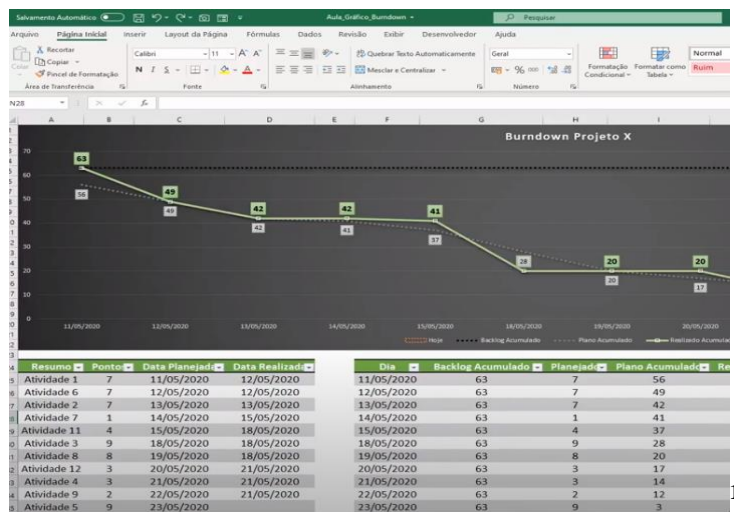 Salvamento Automático
Aula_Gráfico_Burndown
Pesquisar
Arquivo Página Inicial Inserir Layout da Página Fórmulas Dados Revisão Exibir Desenvolvedor Ajuda
Colar
Recortar
Copiar
Pincel de Formatação
Área de Transferência
Calibri 11 A A
N I S A
Fonte
Quebrar Texto Automaticamente
Mesclar e Centralizar
Alinhamento
Geral
% 000
Número
Formatação Condicional
Formatar como Tabela
Normal
Ruim
N28 fx
A B C D E F G H I
Burndown Projeto X
70
60
50
40
30
20
10
0
63 49 42 42 41 20 20
56 49 42 41 37 28 20 17
11/05/2020 12/05/2020 13/05/2020 14/05/2020 15/05/2020 18/05/2020 19/05/2020 20/05/2020
Hoje Backlog Acumulado Plano Acumulado Realizado Acumula
Resumo Pontos Data Planejada Data Realizada Dia Backlog Acumulado Planejado Plano Acumulado Re
Atividade 1 7 11/05/2020 12/05/2020 11/05/2020 63 7 56
Atividade 6 7 12/05/2020 12/05/2020 12/05/2020 63 7 49
Atividade 2 7 13/05/2020 13/05/2020 13/05/2020 63 7 42
Atividade 7 1 14/05/2020 15/05/2020 14/05/2020 63 1 41
Atividade 11 4 15/05/2020 18/05/2020 15/05/2020 63 4 37
Atividade 3 9 18/05/2020 18/05/2020 18/05/2020 63 9 28
Atividade 8 8 19/05/2020 18/05/2020 19/05/2020 63 8 20
Atividade 12 3 20/05/2020 21/05/2020 20/05/2020 63 3 17
Atividade 4 3 21/05/2020 21/05/2020 21/05/2020 63 3 14
Atividade 9 2 22/05/2020 21/05/2020 22/05/2020 63 2 12
Atividade 5 9 23/05/2020 23/05/2020 63 9 3
1